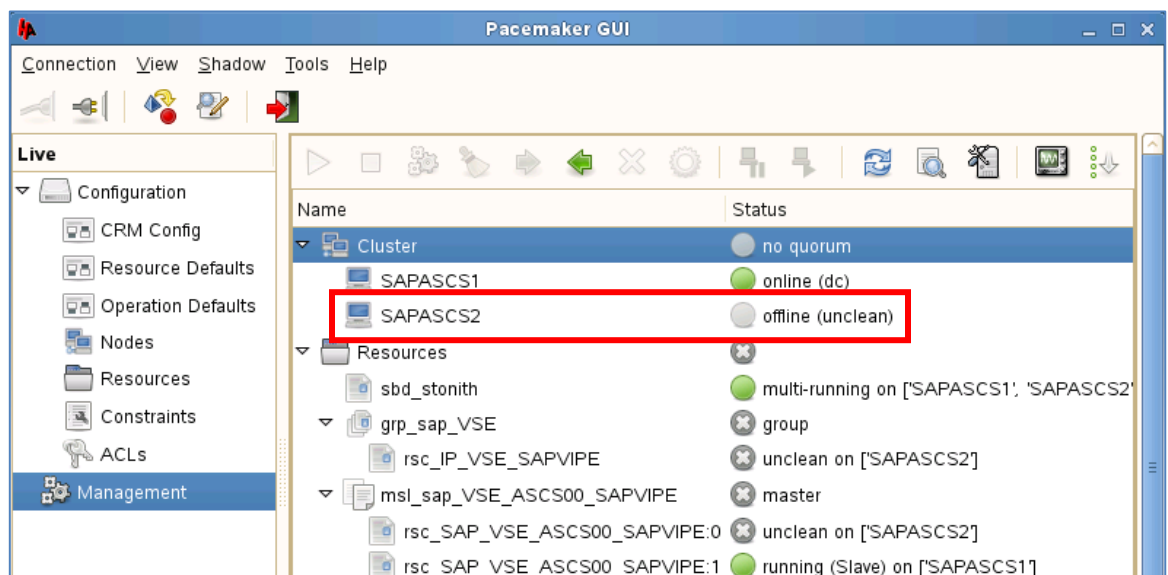 Pacemaker GUI
Connection View Shadow Tools Help
Live
Configuration
CRM Config
Resource Defaults
Operation Defaults
Nodes
Resources
Constraints
ACLs
Management
Name Status
Cluster no quorum
SAPASCS1 online (dc)
SAPASCS2 offline (unclean)
Resources
sbd_stonith multi-running on ['SAPASCS1', 'SAPASCS2'
grp_sap_VSE group
rsc_IP_VSE_SAPVIPE unclean on ['SAPASCS2']
msl_sap_VSE_ASCS00_SAPVIPE master
rsc_SAP_VSE_ASCS00_SAPVIPE:0 unclean on ['SAPASCS2']
rsc_SAP_VSE_ASCS00_SAPVIPE:1 running (Slave) on ['SAPASCS1']